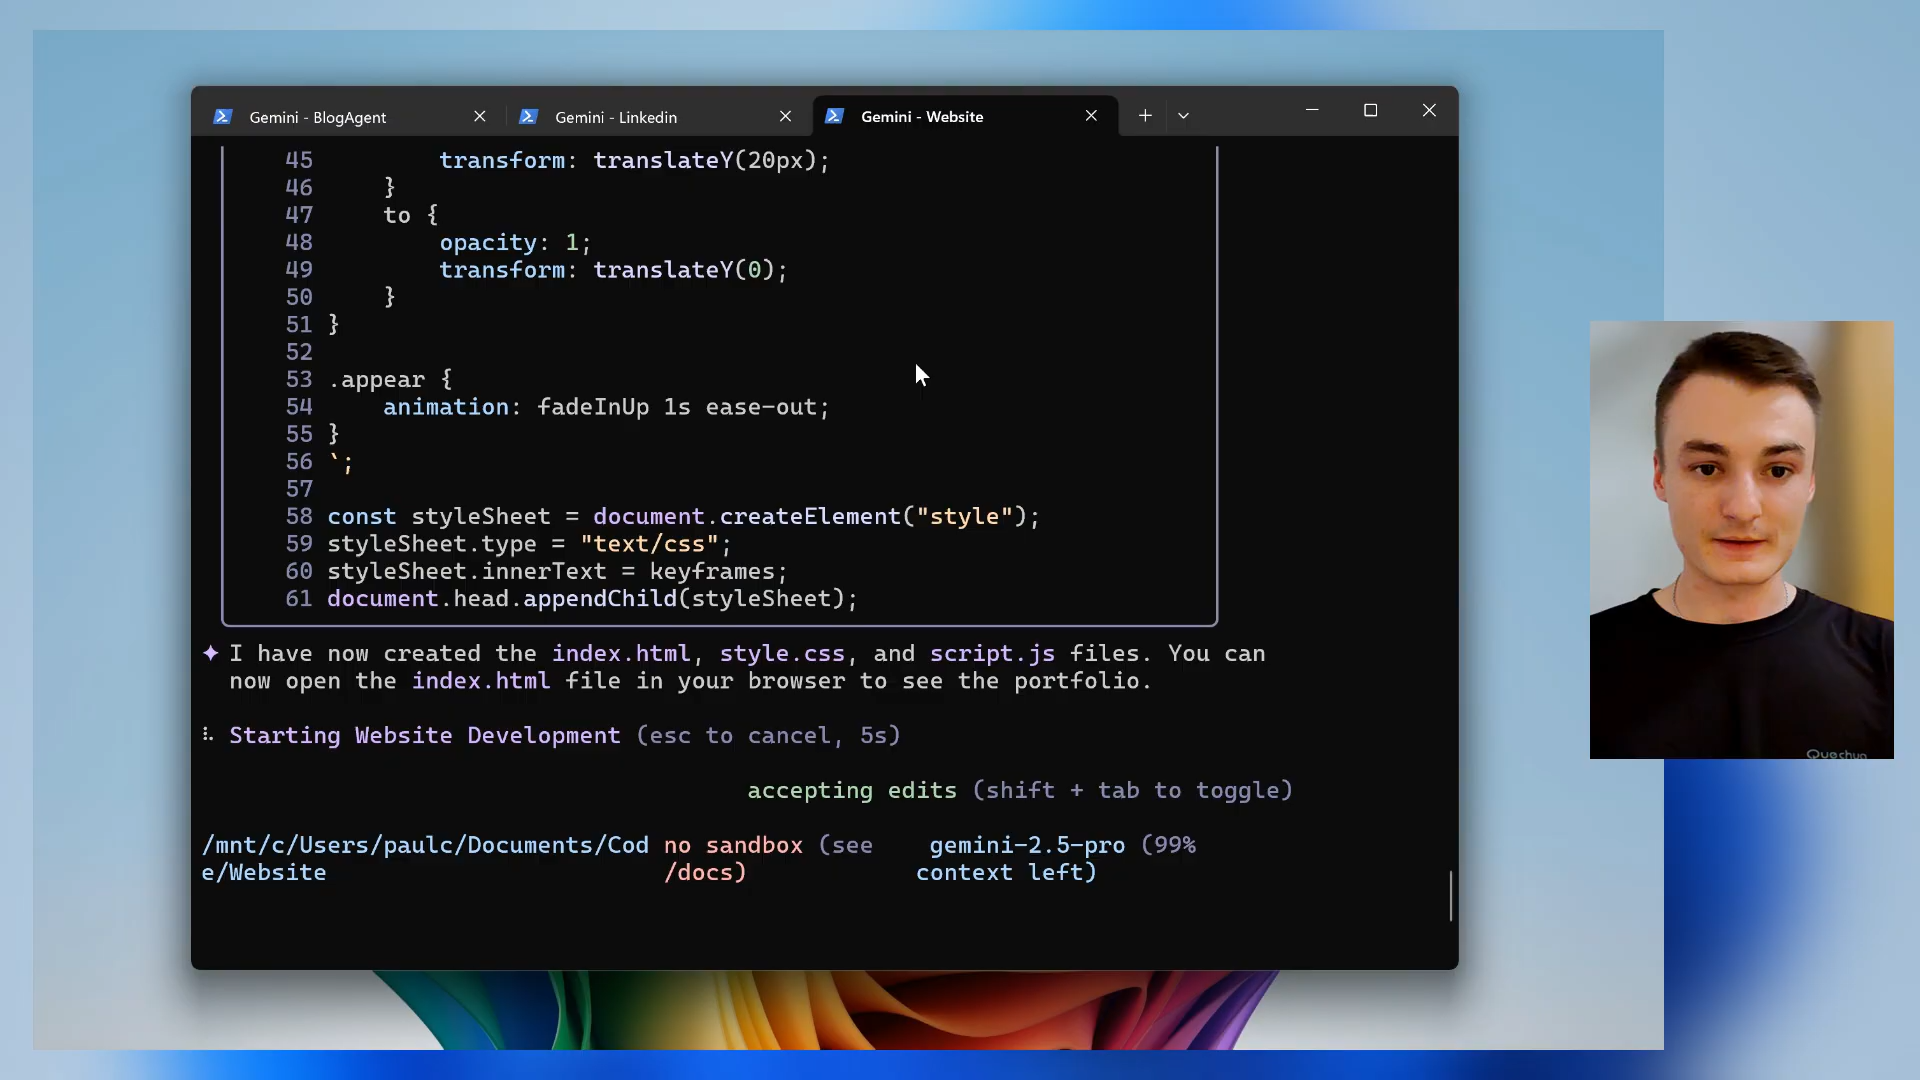 Gemini - BlogAgent
Gemini - Linkedin
Gemini - Website
45 transform: translateY(20px);
46 }
47 to {
48 opacity: 1;
49 transform: translateY(0);
50 }
51 }
52
53 .appear {
54 animation: fadeInUp 1s ease-out;
55 }
56 `;
57
58 const styleSheet = document.createElement("style");
59 styleSheet.type = "text/css";
60 styleSheet.innerText = keyframes;
61 document.head.appendChild(styleSheet);
✦ I have now created the index.html, style.css, and script.js files. You can
now open the index.html file in your browser to see the portfolio.
Starting Website Development (esc to cancel, 5s)
accepting edits (shift + tab to toggle)
/mnt/c/Users/paulc/Documents/Cod no sandbox (see gemini-2.5-pro (99%
e/Website /docs) context left)
Quechua